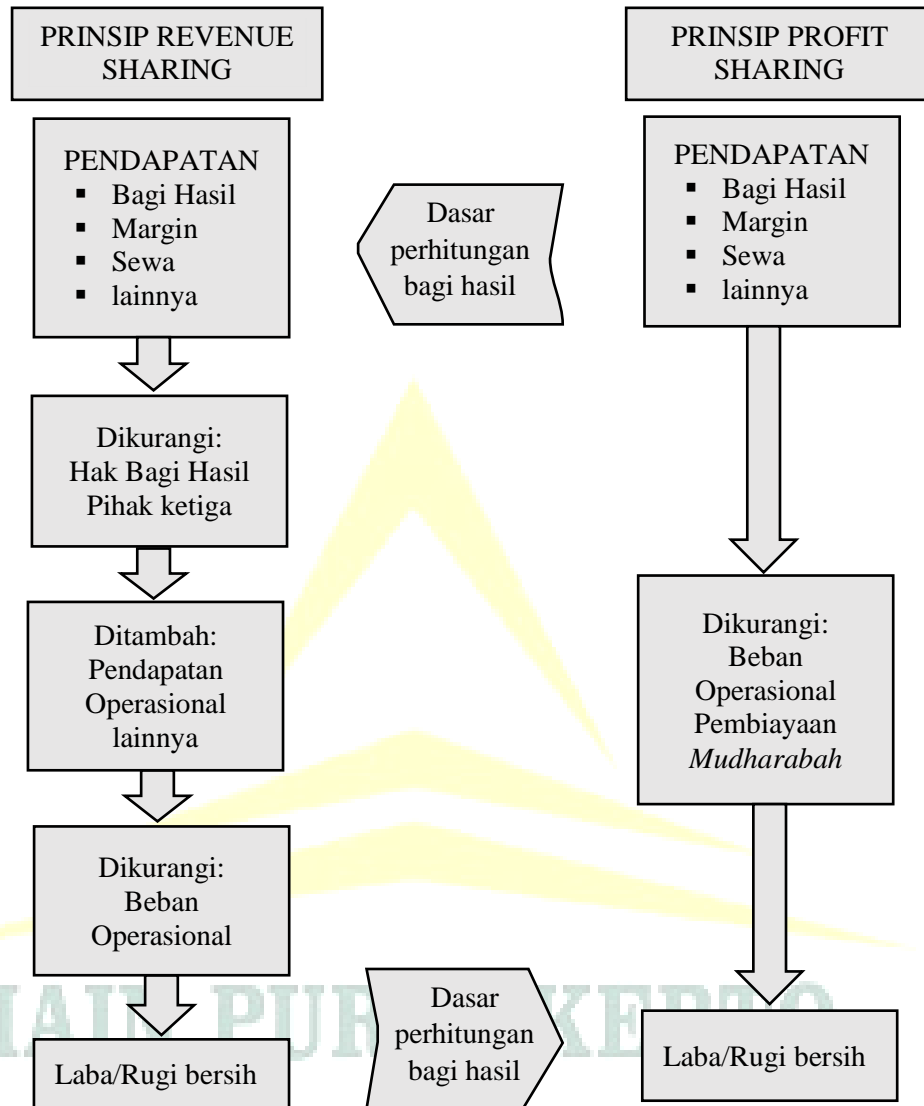 PRINSIP REVENUE
SHARING
PENDAPATAN
▪ Bagi Hasil
▪ Margin
▪ Sewa
▪ lainnya
Dikurangi:
Hak Bagi Hasil
Pihak ketiga
Ditambah:
Pendapatan
Operasional
lainnya
Dikurangi:
Beban
Operasional
Laba/Rugi bersih
Dasar
perhitungan
bagi hasil
Dasar
perhitungan
bagi hasil
PRINSIP PROFIT
SHARING
PENDAPATAN
▪ Bagi Hasil
▪ Margin
▪ Sewa
▪ lainnya
Dikurangi:
Beban
Operasional
Pembiayaan
Mudharabah
Laba/Rugi bersih
IAIN